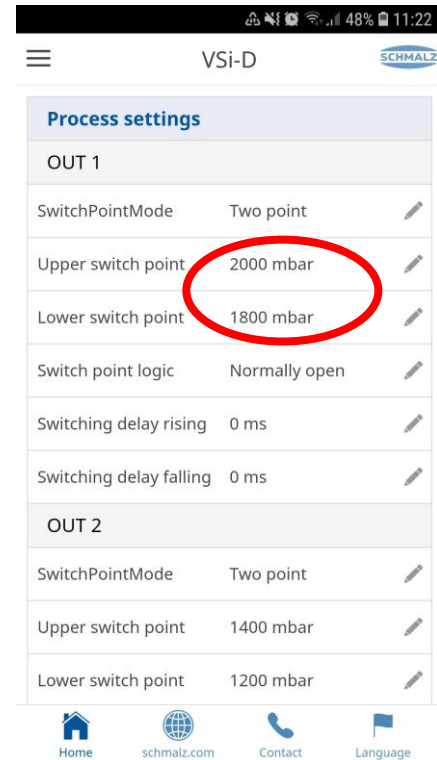 48% 11:22
VSi-D
SCHMALZ
Process settings
OUT 1
SwitchPointMode Two point
Upper switch point 2000 mbar
Lower switch point 1800 mbar
Switch point logic Normally open
Switching delay rising 0 ms
Switching delay falling 0 ms
OUT 2
SwitchPointMode Two point
Upper switch point 1400 mbar
Lower switch point 1200 mbar
Home schmalz.com Contact Language